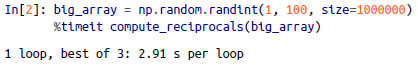 In[2]: big_array = np.random.randint(1, 100, size=1000000)
%timeit compute_reciprocals(big_array)
1 loop, best of 3: 2.91 s per loop